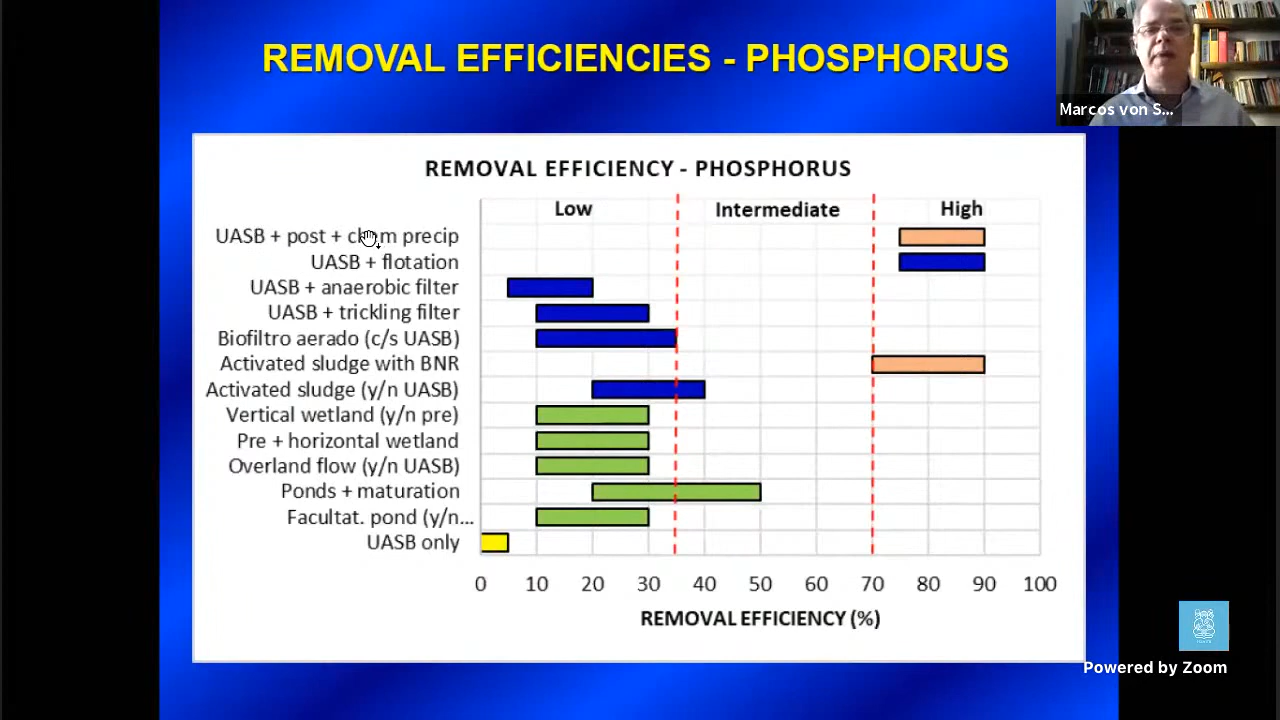 REMOVAL EFFICIENCIES - PHOSPHORUS
Marcos von S...
REMOVAL EFFICIENCY - PHOSPHORUS
Low Intermediate High
UASB + post + chem precip
UASB + flotation
UASB + anaerobic filter
UASB + trickling filter
Biofiltro aerado (c/s UASB)
Activated sludge with BNR
Activated sludge (y/n UASB)
Vertical wetland (y/n pre)
Pre + horizontal wetland
Overland flow (y/n UASB)
Ponds + maturation
Facultat. pond (y/n...
UASB only
0 10 20 30 40 50 60 70 80 90 100
REMOVAL EFFICIENCY (%)
Powered by Zoom